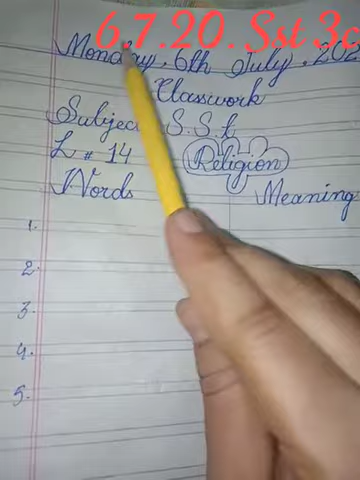 6.7.20. Sst 3c
Monday, 6th July, 202
Classwork
Subject S.S.t
L # 14 Religion
Words Meaning
1.
2.
3.
4.
5.